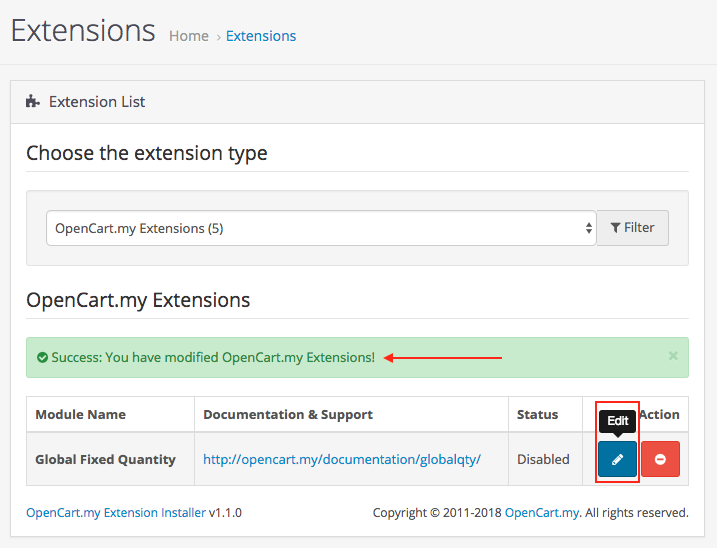 Extensions Home › Extensions
Extension List
Choose the extension type
OpenCart.my Extensions (5) Filter
OpenCart.my Extensions
Success: You have modified OpenCart.my Extensions! ×
Module Name Documentation & Support Status Action
Edit
Global Fixed Quantity http://opencart.my/documentation/globalqty/ Disabled
OpenCart.my Extension Installer v1.1.0 Copyright © 2011-2018 OpenCart.my. All rights reserved.